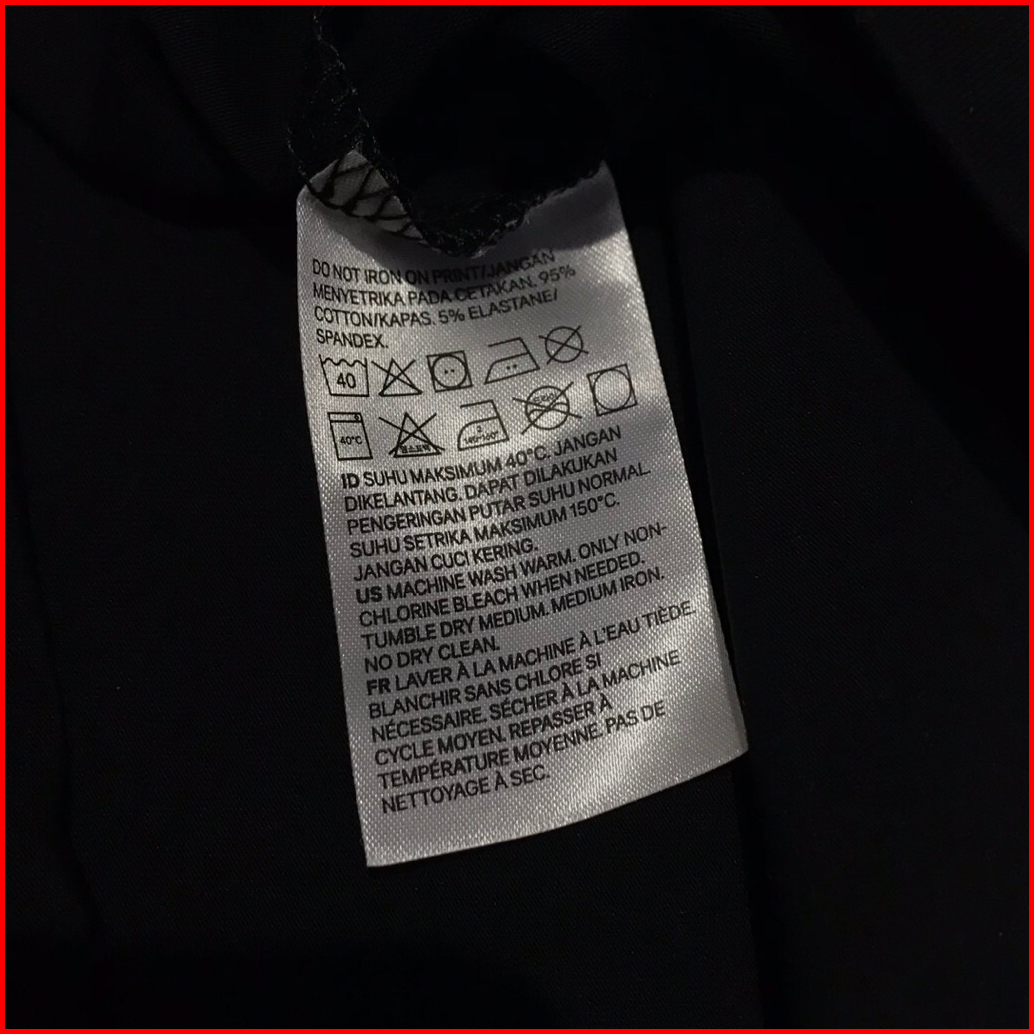 DO NOT IRON ON PRINT/JANGAN
MENYETRIKA PADA CETAKAN. 95%
COTTON/KAPAS. 5% ELASTANE/
SPANDEX.
40
40°C
ID SUHU MAKSIMUM 40°C. JANGAN
DIKELANTANG. DAPAT DILAKUKAN
PENGERINGAN PUTAR SUHU NORMAL.
SUHU SETRIKA MAKSIMUM 150°C.
JANGAN CUCI KERING.
US MACHINE WASH WARM. ONLY NON-
CHLORINE BLEACH WHEN NEEDED.
TUMBLE DRY MEDIUM. MEDIUM IRON.
NO DRY CLEAN.
FR LAVER À LA MACHINE À L'EAU TIÈDE.
BLANCHIR SANS CHLORE SI
NÉCESSAIRE. SÉCHER À LA MACHINE
CYCLE MOYEN. REPASSER À
TEMPÉRATURE MOYENNE. PAS DE
NETTOYAGE À SEC.